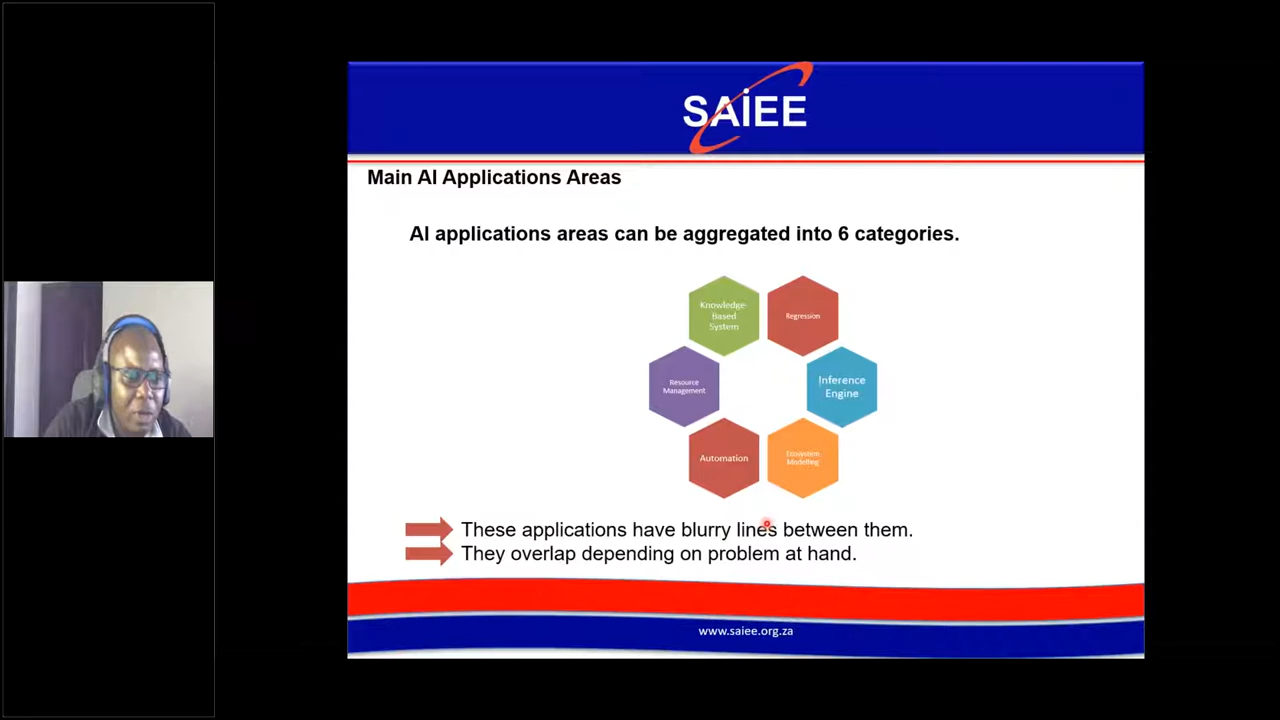 SAiEE
Main AI Applications Areas
AI applications areas can be aggregated into 6 categories.
Knowledge-
Based
System
Regression
Resource
Management
Inference
Engine
Automation
Ecosystem
Modelling
These applications have blurry lines between them.
They overlap depending on problem at hand.
www.saiee.org.za